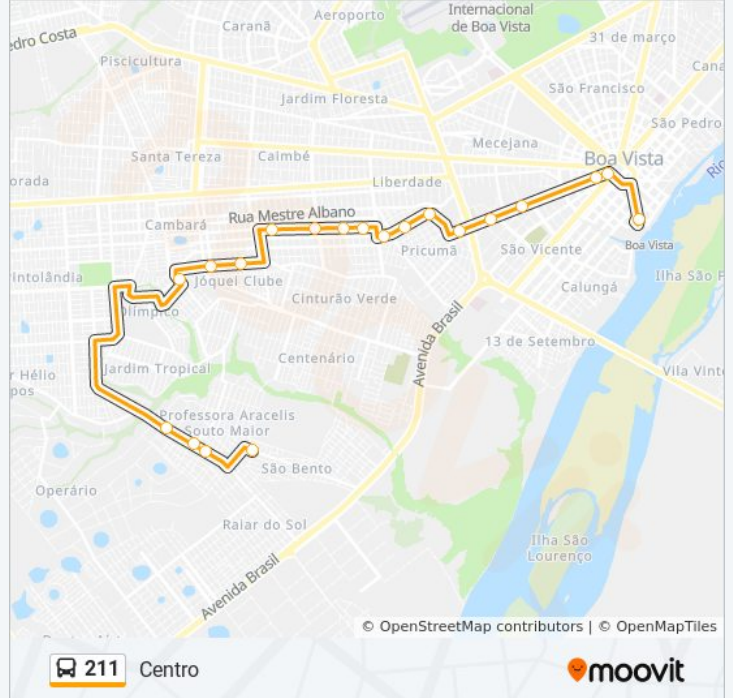 Internacional
de Boa Vista
Aeroporto
Caranã
edro Costa
31 de março
Piscicultura
Cana
São Francisco
Jardim Floresta
São Pedro
Mecejana
Santa Tereza
Caimbé
Boa Vista
Rio
orada
Liberdade
Rua Mestre Albano
Cambará
Pricumã
São Vicente
Boa Vista
intolândia
Jóquei Clube
Ilha São F
Calungá
Cinturão Verde
Olímpico
Avenida Brasil
13 de Setembro
Centenário
Jardim Tropical
Vila Vinte
r Hélio
pos
Professora Aracelis
Souto Maior
São Bento
Operário
Raiar do Sol
Ilha São
Lourenço
Avenida Brasil
© OpenStreetMap contributors | © OpenMapTiles
211 Centro
moovit